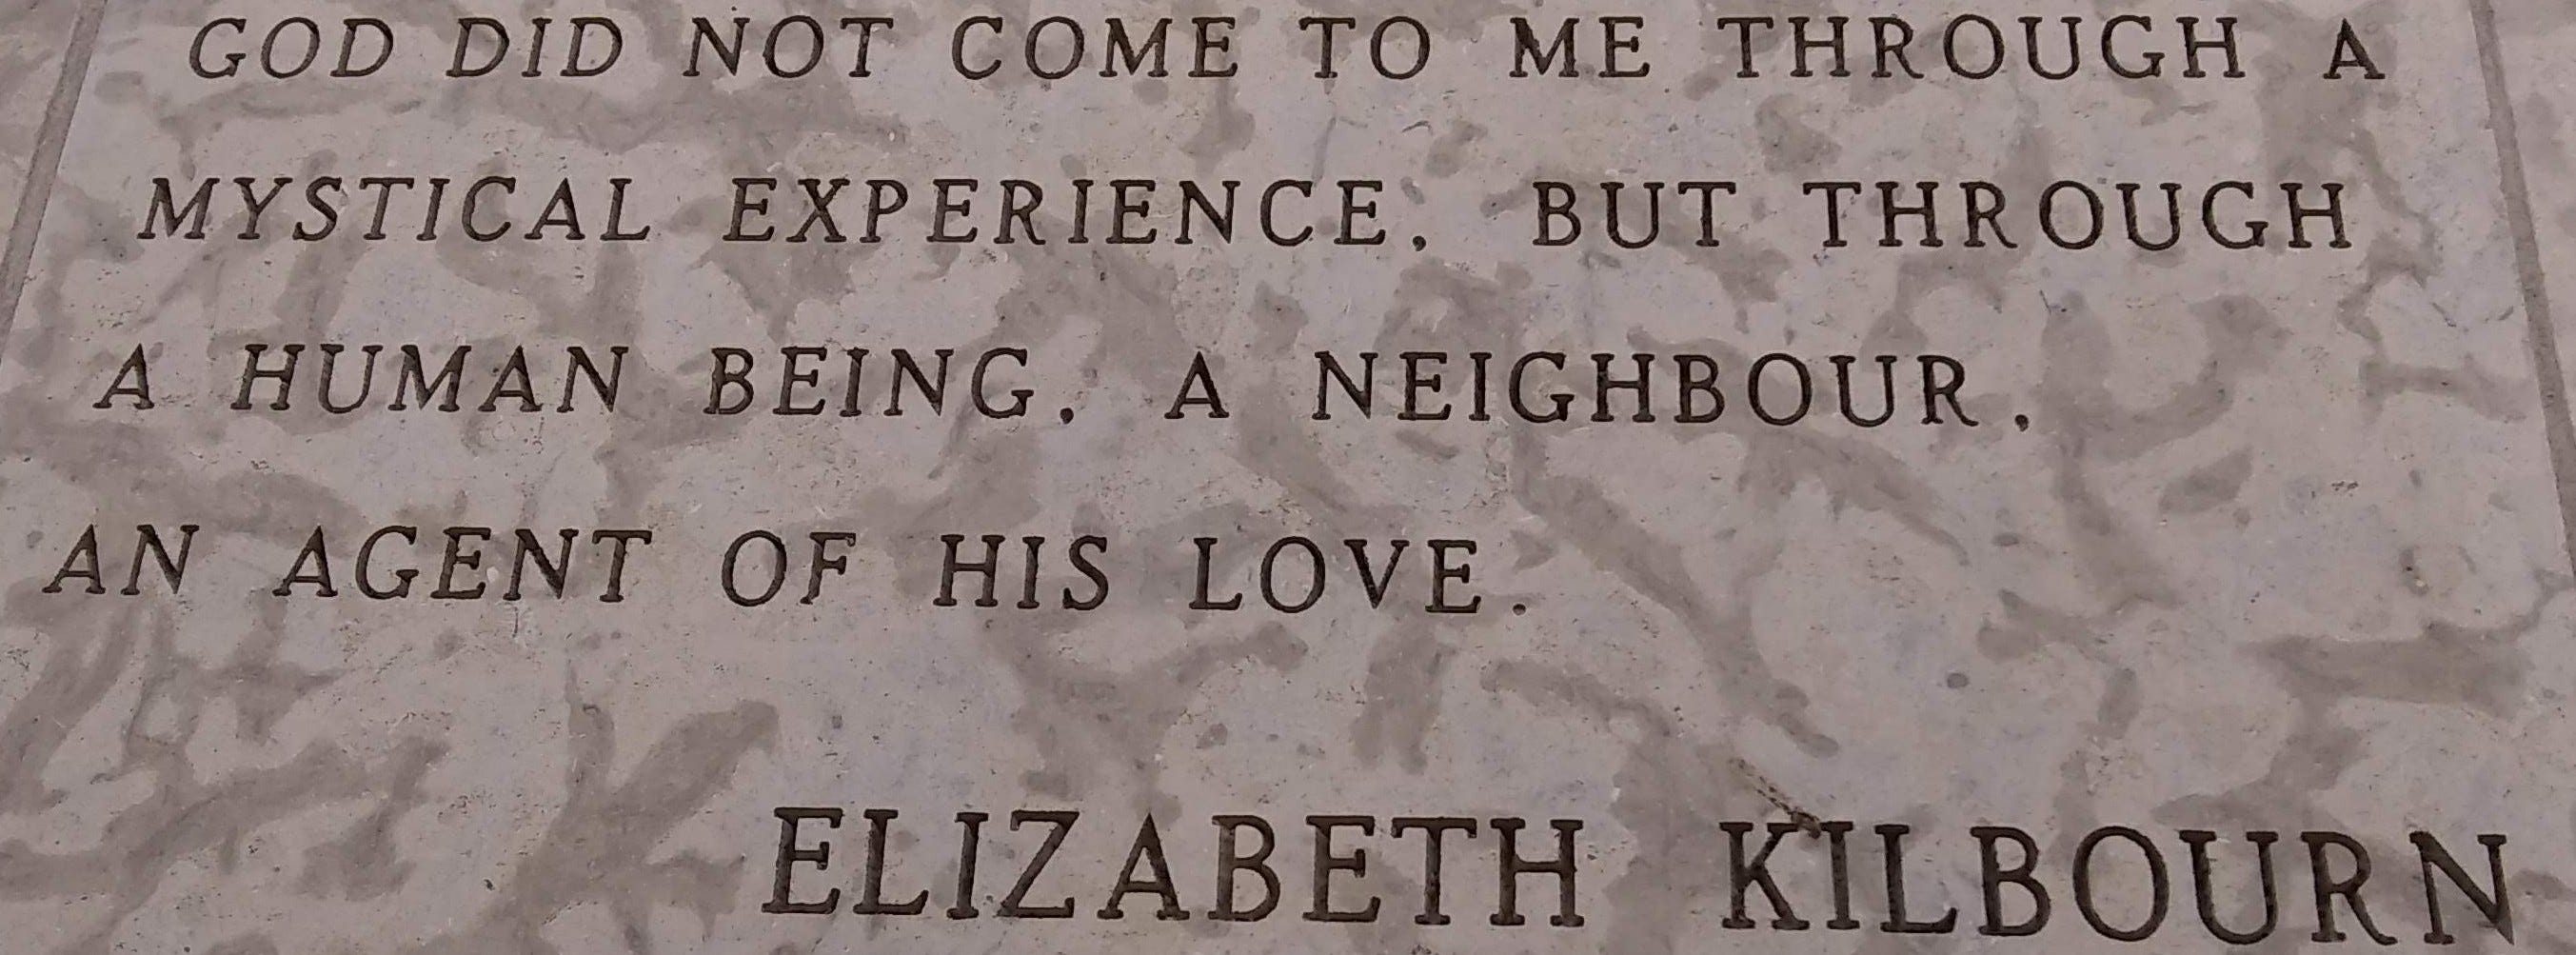 GOD DID NOT COME TO ME THROUGH A
MYSTICAL EXPERIENCE, BUT THROUGH
A HUMAN BEING, A NEIGHBOUR,
AN AGENT OF HIS LOVE.
ELIZABETH KILBOURN